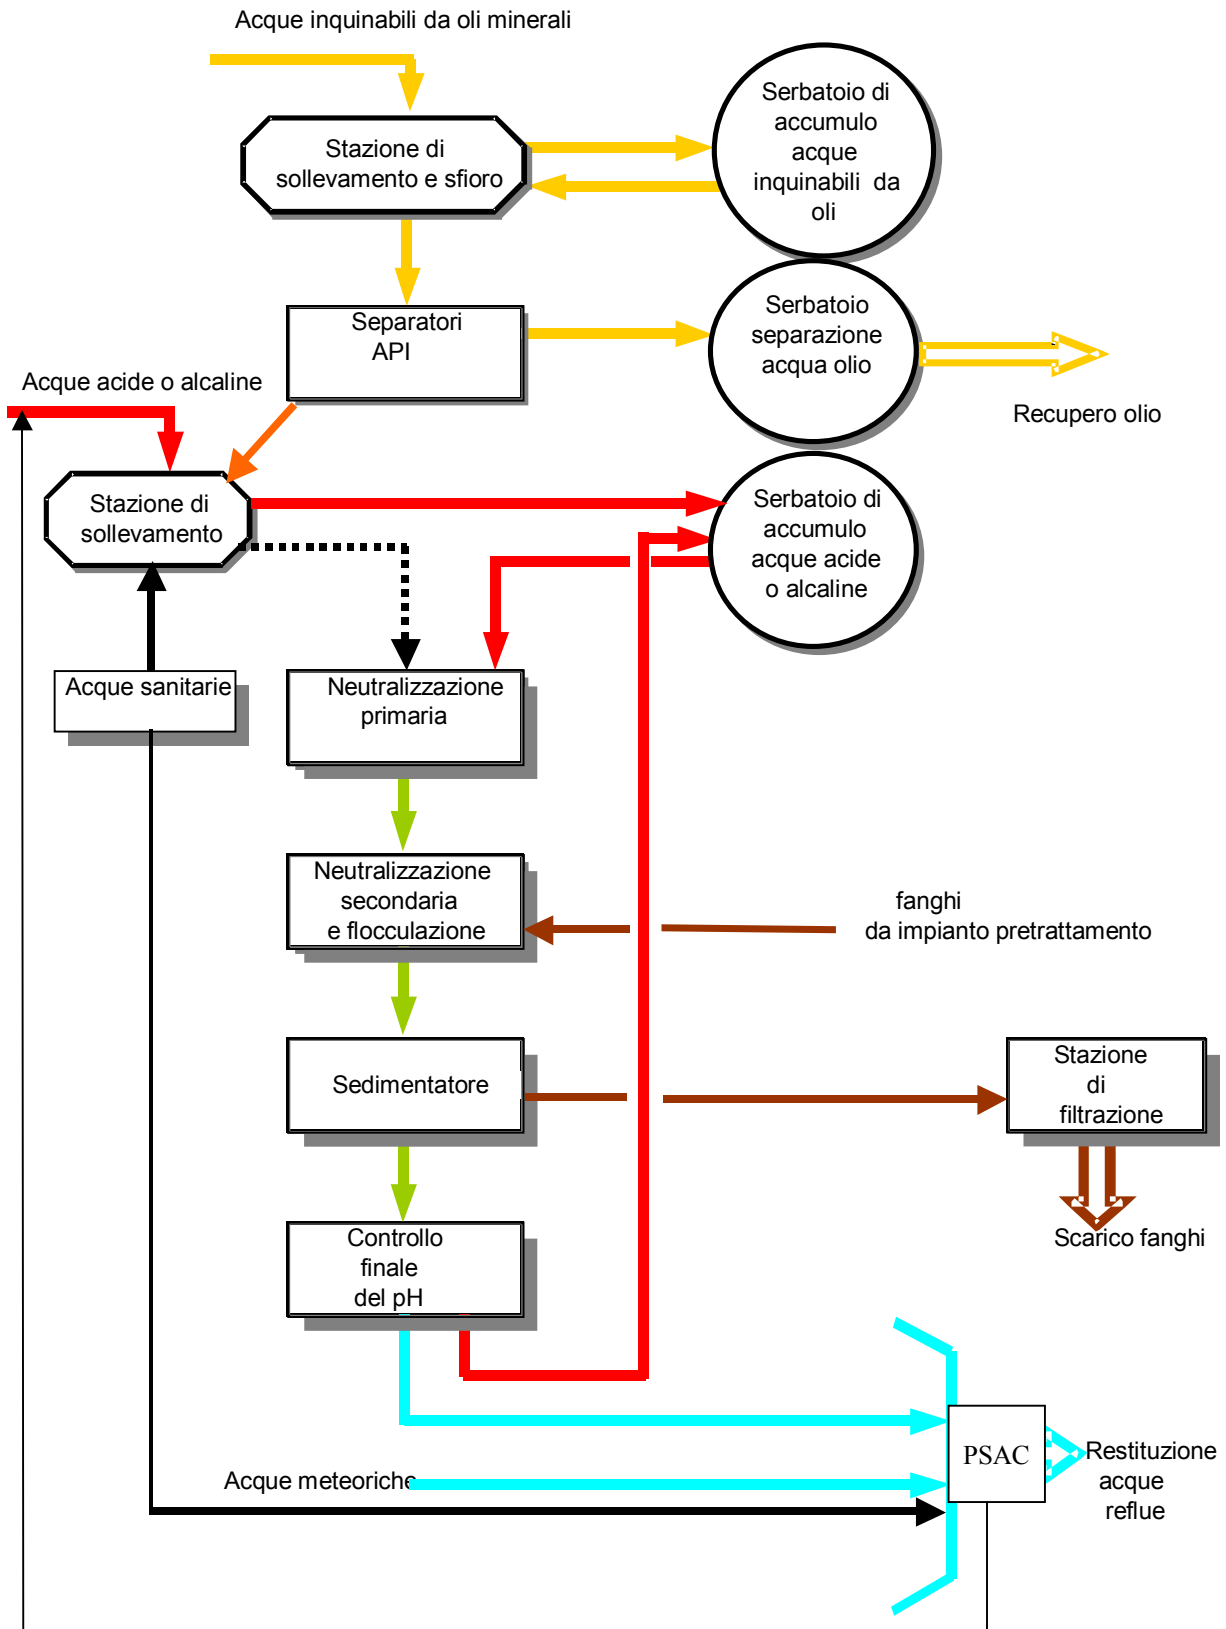 Acque inquinabili da oli minerali
Serbatoio di
accumulo
acque
inquinabili da
oli
Stazione di
sollevamento e sfioro
Separatori
API
Serbatoio
separazione
acqua olio
Recupero olio
Acque acide o alcaline
Stazione di
sollevamento
Serbatoio di
accumulo
acque acide
o alcaline
Acque sanitarie
Neutralizzazione
primaria
Neutralizzazione
secondaria
e flocculazione
fanghi
da impianto pretrattamento
Sedimentatore
Stazione
di
filtrazione
Scarico fanghi
Controllo
finale
del pH
PSAC
Restituzione
acque
reflue
Acque meteoriche